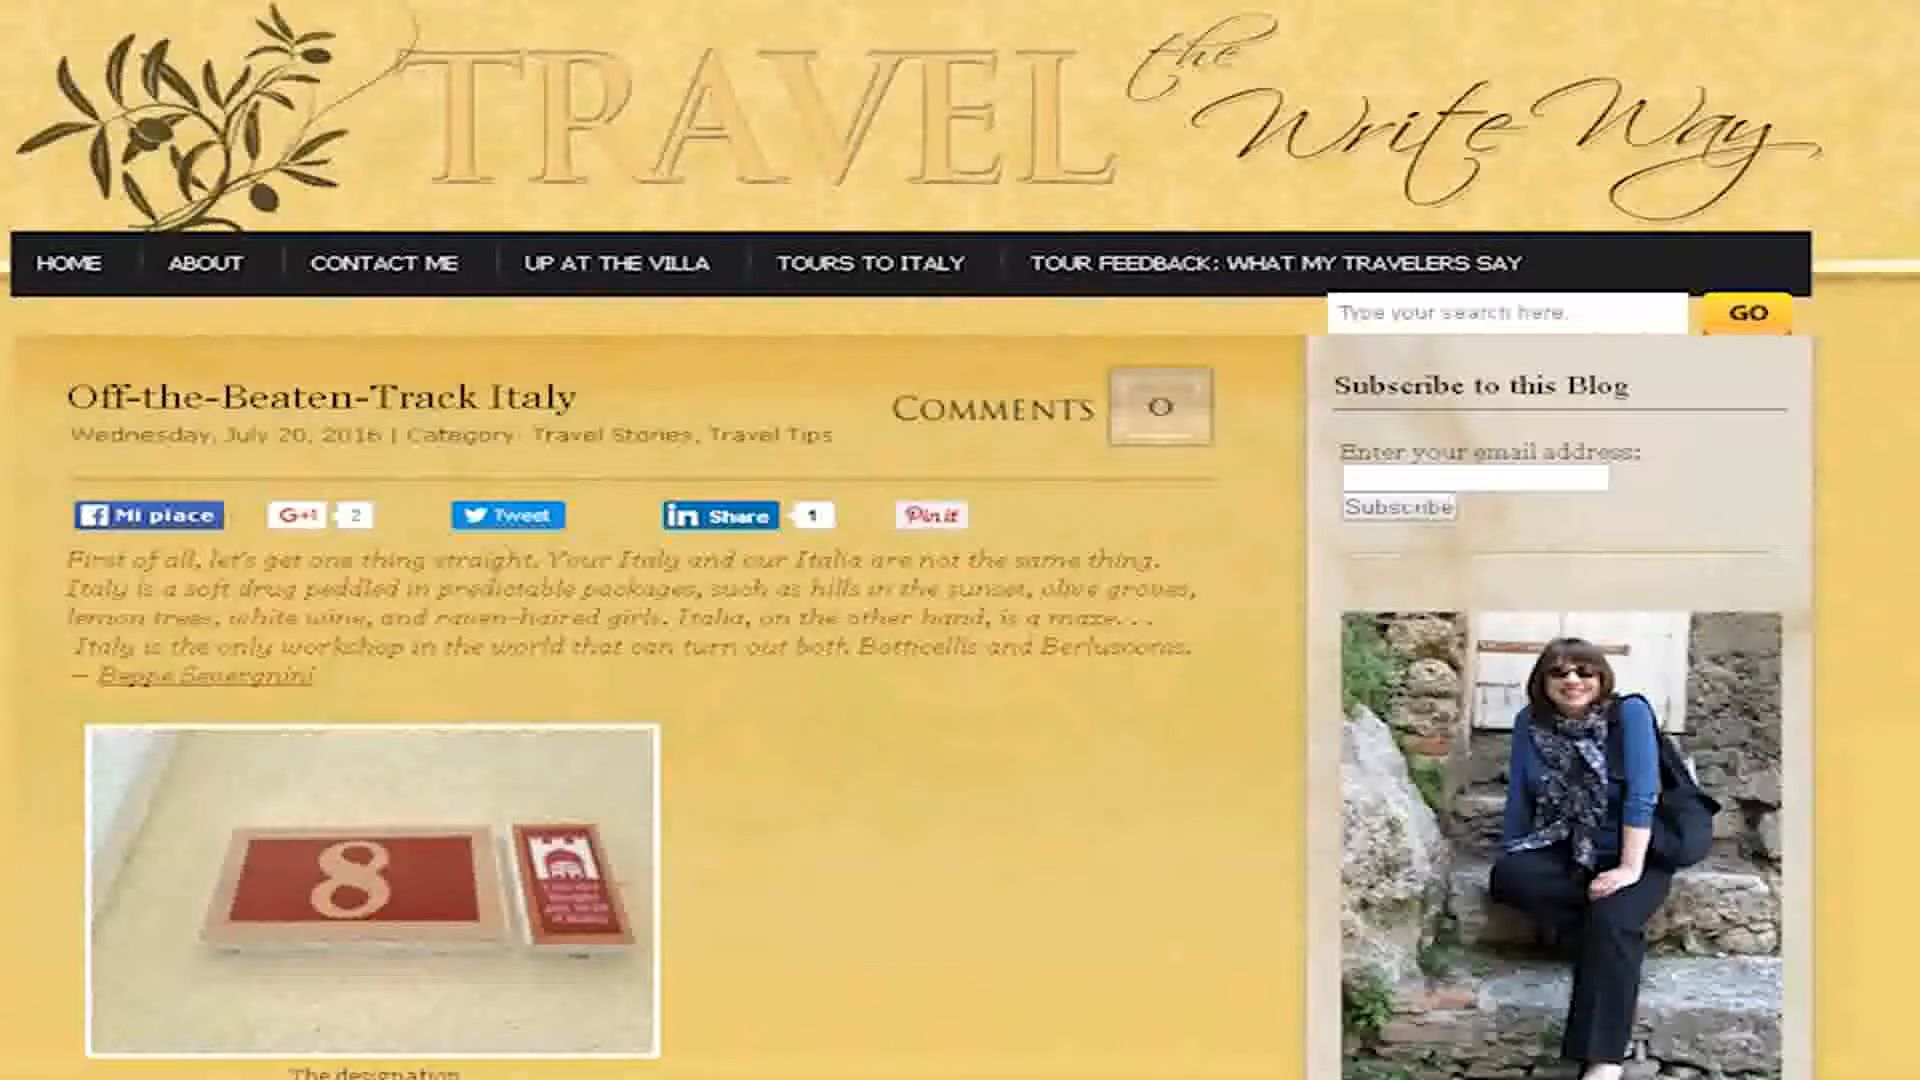 TRAVEL the Write Way
HOME ABOUT CONTACT ME UP AT THE VILLA TOURS TO ITALY TOUR FEEDBACK: WHAT MY TRAVELERS SAY
Type your search here. GO
Off-the-Beaten-Track Italy
COMMENTS 0
Wednesday, July 20, 2016 | Category: Travel Stories, Travel Tips
Mi piace G+1 2 Tweet in Share 1 Pin it
First of all, let's get one thing straight. Your Italy and our Italia are not the same thing.
Italy is a soft drug peddled in predictable packages, such as hills in the sunset, olive groves,
lemon trees, white wine, and raven-haired girls. Italia, on the other hand, is a maze. . .
Italy is the only workshop in the world that can turn out both Botticellis and Berlusconis.
— Beppe Severgnini
8
The designation
Subscribe to this Blog
Enter your email address:
Subscribe